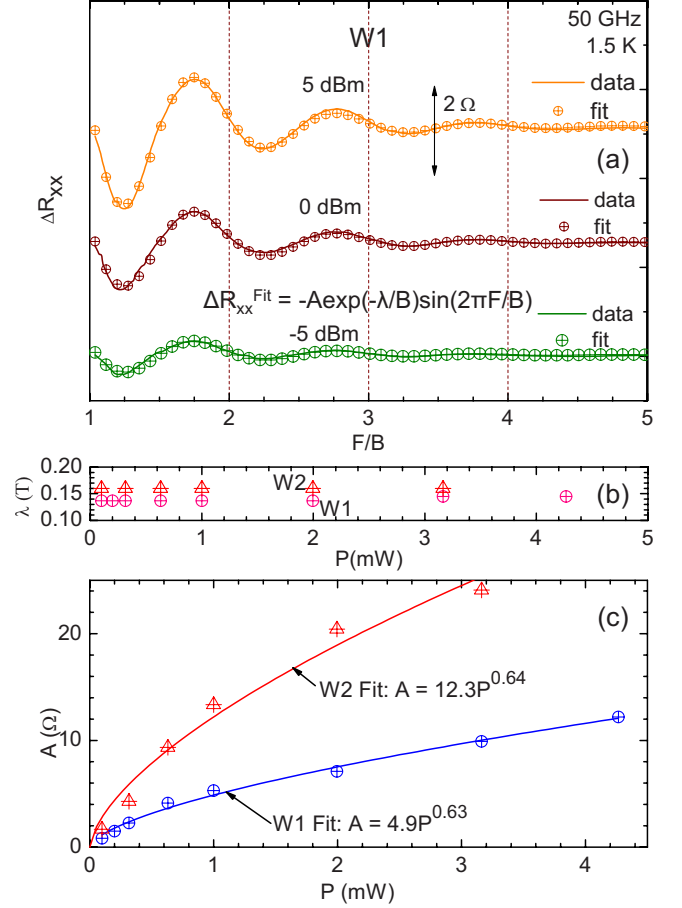 W1
50 GHz
1.5 K
5 dBm
2 Ω
data
fit
(a)
0 dBm
data
fit
ΔR_xx^Fit = -Aexp(-λ/B)sin(2πF/B)
-5 dBm
data
fit
ΔR_xx
1 2 3 4 5
F/B
0.20
0.15
0.10
λ (T)
W2
W1
(b)
0 1 2 3 4 5
P(mW)
(c)
20
10
0
A (Ω)
W2 Fit: A = 12.3P^0.64
W1 Fit: A = 4.9P^0.63
0 1 2 3 4
P (mW)